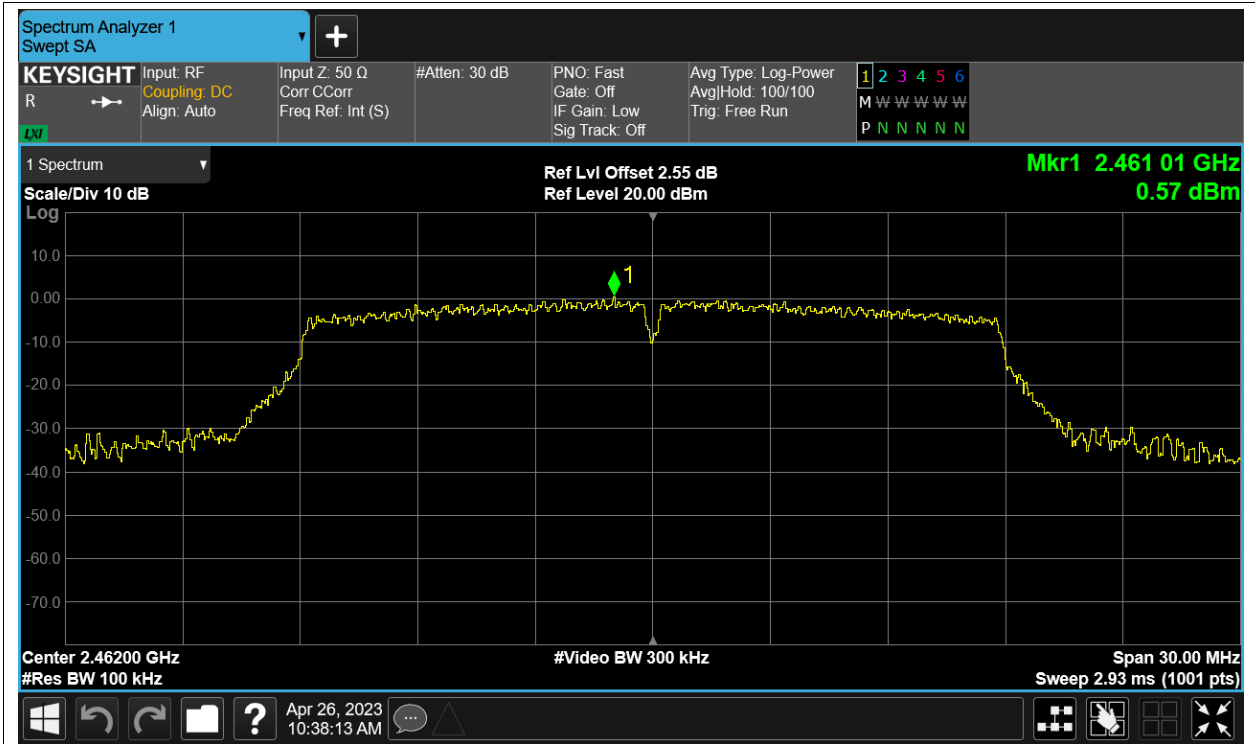 Spectrum Analyzer 1
Swept SA
KEYSIGHT
R
LXI
Input: RF
Coupling: DC
Align: Auto
Input Z: 50 Ω
Corr CCorr
Freq Ref: Int (S)
#Atten: 30 dB
PNO: Fast
Gate: Off
IF Gain: Low
Sig Track: Off
Avg Type: Log-Power
Avg|Hold: 100/100
Trig: Free Run
1 2 3 4 5 6
M W W W W W
P N N N N N
1 Spectrum
Scale/Div 10 dB
Log
Ref Lvl Offset 2.55 dB
Ref Level 20.00 dBm
Mkr1 2.461 01 GHz
0.57 dBm
10.0
0.00
-10.0
-20.0
-30.0
-40.0
-50.0
-60.0
-70.0
1
Center 2.46200 GHz
#Res BW 100 kHz
#Video BW 300 kHz
Span 30.00 MHz
Sweep 2.93 ms (1001 pts)
?
Apr 26, 2023
10:38:13 AM